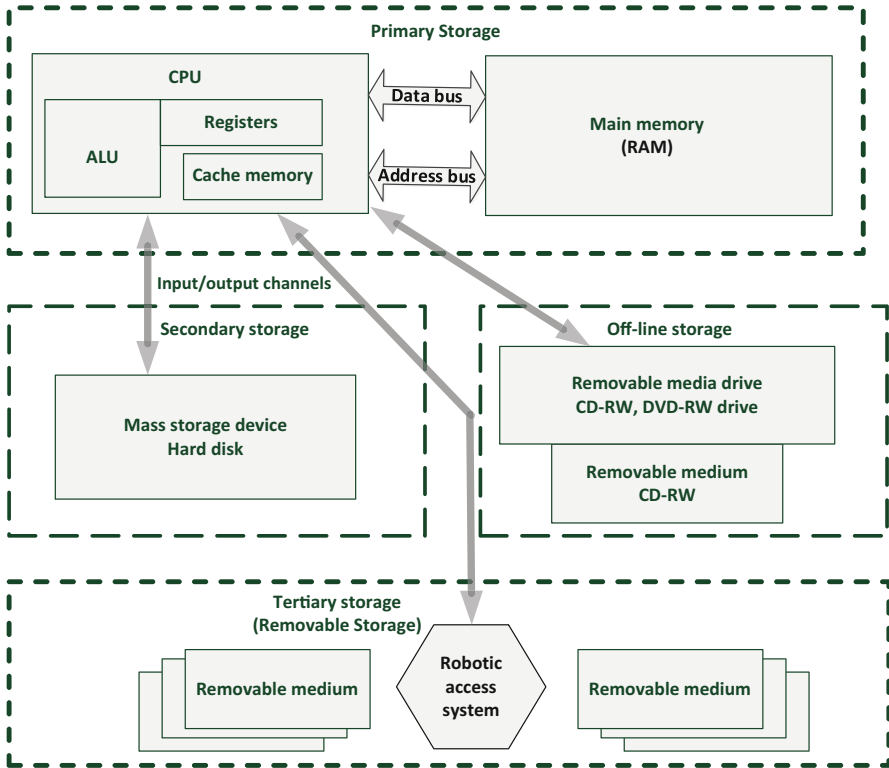 Primary Storage
CPU
ALU
Registers
Cache memory
Data bus
Address bus
Main memory
(RAM)
Input/output channels
Secondary storage
Mass storage device
Hard disk
Off-line storage
Removable media drive
CD-RW, DVD-RW drive
Removable medium
CD-RW
Tertiary storage
(Removable Storage)
Removable medium
Robotic
access
system
Removable medium